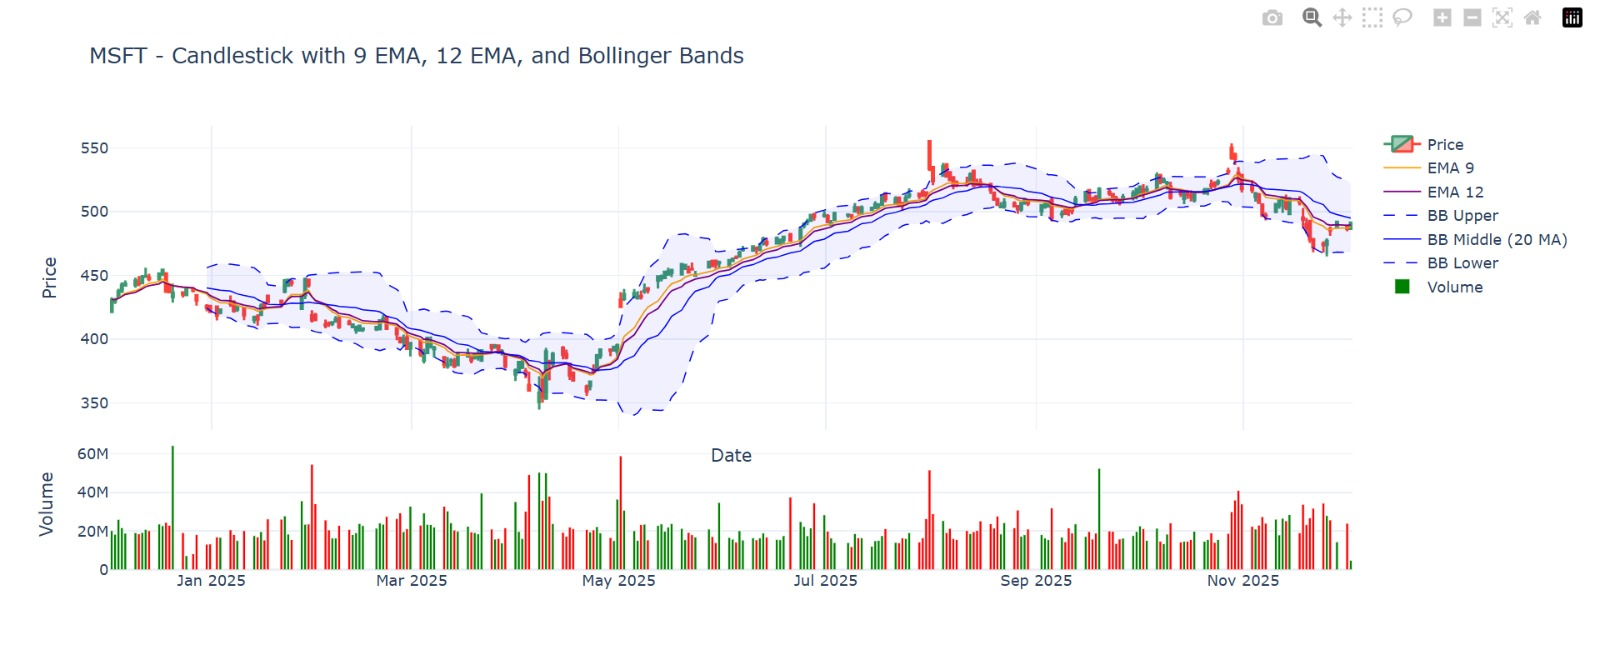 MSFT - Candlestick with 9 EMA, 12 EMA, and Bollinger Bands
Price
550
500
450
400
350
Price
EMA 9
EMA 12
BB Upper
BB Middle (20 MA)
BB Lower
Volume
Date
Volume
60M
40M
20M
0
Jan 2025
Mar 2025
May 2025
Jul 2025
Sep 2025
Nov 2025